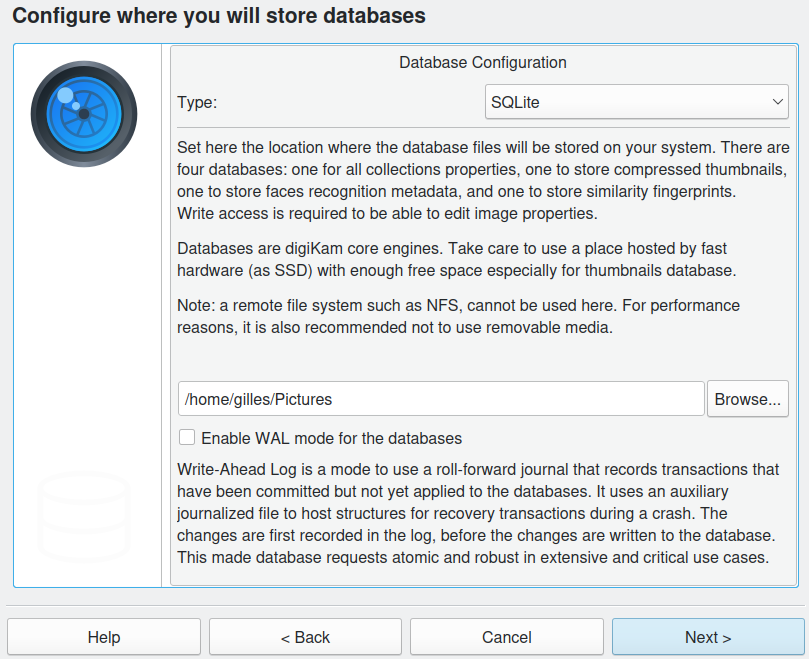 Configure where you will store databases
Database Configuration
Type:
SQLite
Set here the location where the database files will be stored on your system. There are
four databases: one for all collections properties, one to store compressed thumbnails,
one to store faces recognition metadata, and one to store similarity fingerprints.
Write access is required to be able to edit image properties.
Databases are digiKam core engines. Take care to use a place hosted by fast
hardware (as SSD) with enough free space especially for thumbnails database.
Note: a remote file system such as NFS, cannot be used here. For performance
reasons, it is also recommended not to use removable media.
/home/gilles/Pictures
Browse...
Enable WAL mode for the databases
Write-Ahead Log is a mode to use a roll-forward journal that records transactions that
have been committed but not yet applied to the databases. It uses an auxiliary
journalized file to host structures for recovery transactions during a crash. The
changes are first recorded in the log, before the changes are written to the database.
This made database requests atomic and robust in extensive and critical use cases.
Help
< Back
Cancel
Next >